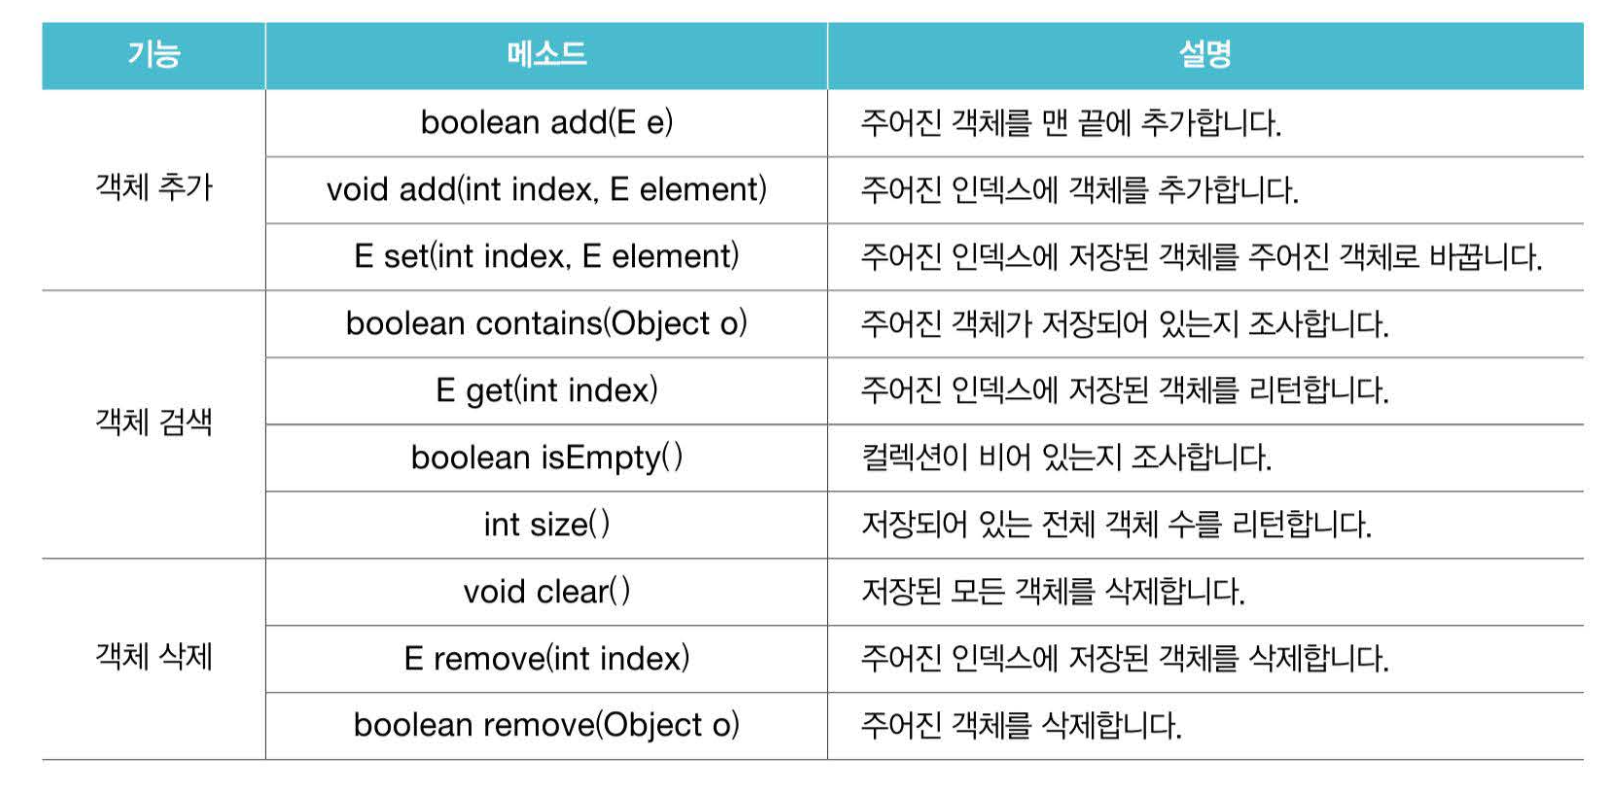 기능 메소드 설명
객체 추가 boolean add(E e) 주어진 객체를 맨 끝에 추가합니다.
void add(int index, E element) 주어진 인덱스에 객체를 추가합니다.
E set(int index, E element) 주어진 인덱스에 저장된 객체를 주어진 객체로 바꿉니다.
객체 검색 boolean contains(Object o) 주어진 객체가 저장되어 있는지 조사합니다.
E get(int index) 주어진 인덱스에 저장된 객체를 리턴합니다.
boolean isEmpty() 컬렉션이 비어 있는지 조사합니다.
int size() 저장되어 있는 전체 객체 수를 리턴합니다.
객체 삭제 void clear() 저장된 모든 객체를 삭제합니다.
E remove(int index) 주어진 인덱스에 저장된 객체를 삭제합니다.
boolean remove(Object o) 주어진 객체를 삭제합니다.